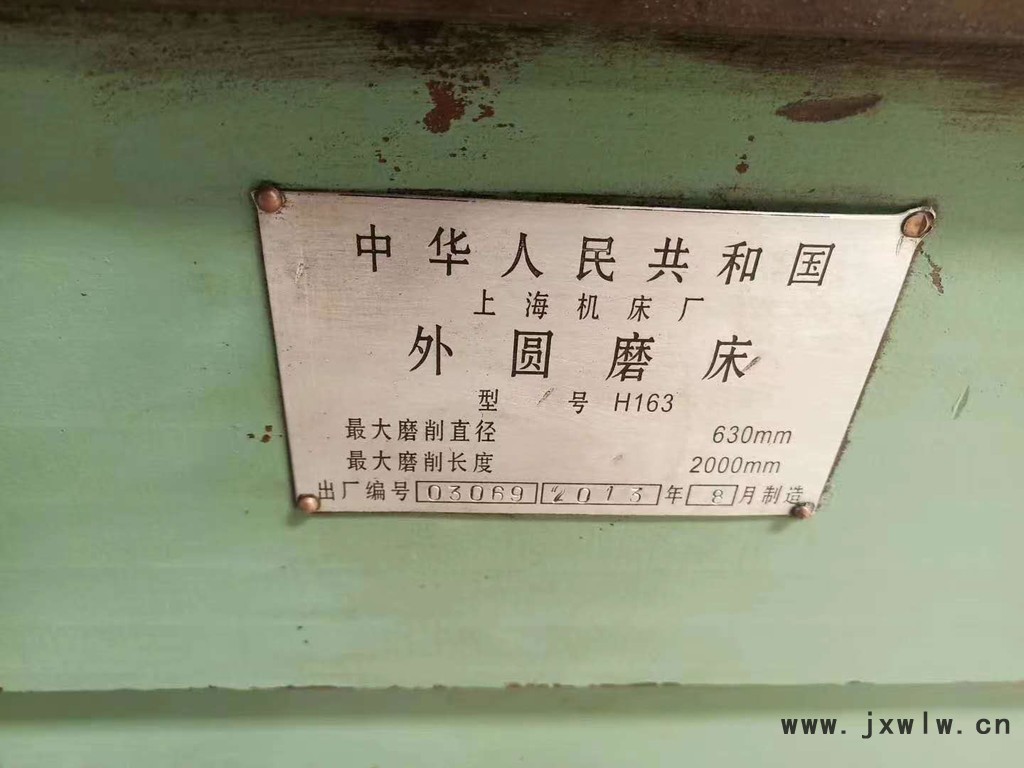 中华人民共和国
上海机床厂
外圆磨床
型 号 H163
最大磨削直径 630mm
最大磨削长度 2000mm
出厂编号 03069 2013 年 8 月制造
www.jxwlw.cn